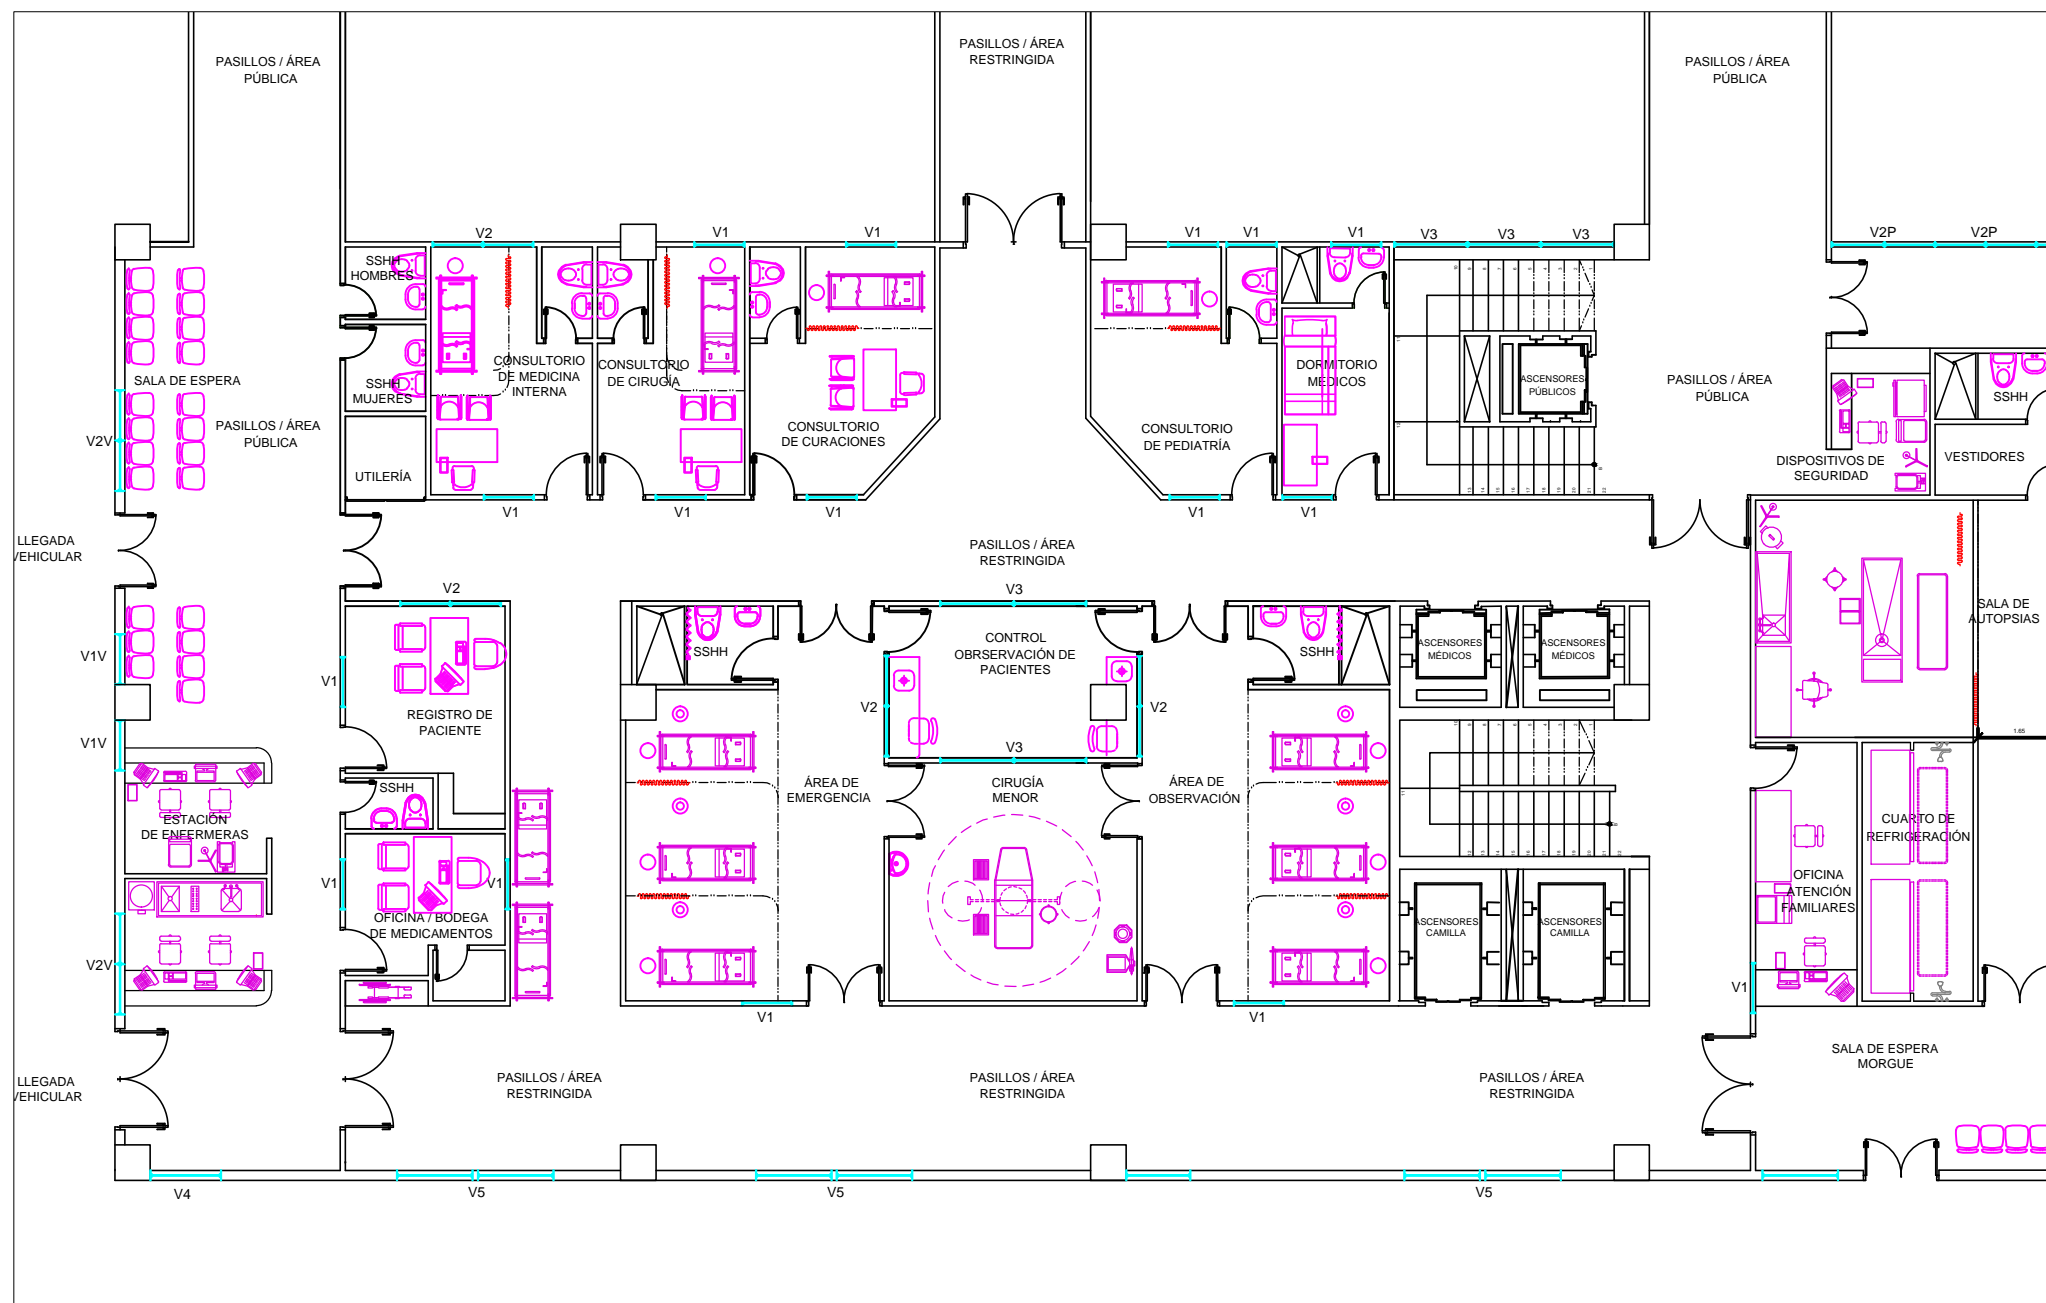 PASILLOS / ÁREA
PÚBLICA
PASILLOS / ÁREA
RESTRINGIDA
PASILLOS / ÁREA
PÚBLICA
V2
V1
V1
V1
V1
V1
V3
V3
V3
V2P
V2P
SSHH
HOMBRES
SSHH
MUJERES
UTILERÍA
SALA DE ESPERA
PASILLOS / ÁREA
PÚBLICA
V2V
CONSULTORIO
DE MEDICINA
INTERNA
CONSULTORIO
DE CIRUGÍA
CONSULTORIO
DE CURACIONES
CONSULTORIO
DE PEDIATRÍA
DORMITORIO
MÉDICOS
ASCENSORES
PÚBLICOS
PASILLOS / ÁREA
PÚBLICA
SSHH
VESTIDORES
DISPOSITIVOS DE
SEGURIDAD
V1
V1
V1
V1
V1
LLEGADA
VEHICULAR
PASILLOS / ÁREA
RESTRINGIDA
V2
V3
SALA DE
AUTOPSIAS
V1V
V1V
V1
REGISTRO DE
PACIENTE
SSHH
CONTROL
OBRSERVACIÓN DE
PACIENTES
V2
V2
V3
SSHH
ASCENSORES
MÉDICOS
ASCENSORES
MÉDICOS
1.65
SSHH
ESTACIÓN
DE ENFERMERAS
ÁREA DE
EMERGENCIA
CIRUGÍA
MENOR
ÁREA DE
OBSERVACIÓN
CUARTO DE
REFRIGERACIÓN
V1
V1
OFICINA / BODEGA
DE MEDICAMENTOS
ASCENSORES
CAMILLA
ASCENSORES
CAMILLA
OFICINA
ATENCIÓN
FAMILIARES
V2V
V1
V1
V1
SALA DE ESPERA
MORGUE
LLEGADA
VEHICULAR
PASILLOS / ÁREA
RESTRINGIDA
PASILLOS / ÁREA
RESTRINGIDA
PASILLOS / ÁREA
RESTRINGIDA
V4
V5
V5
V5